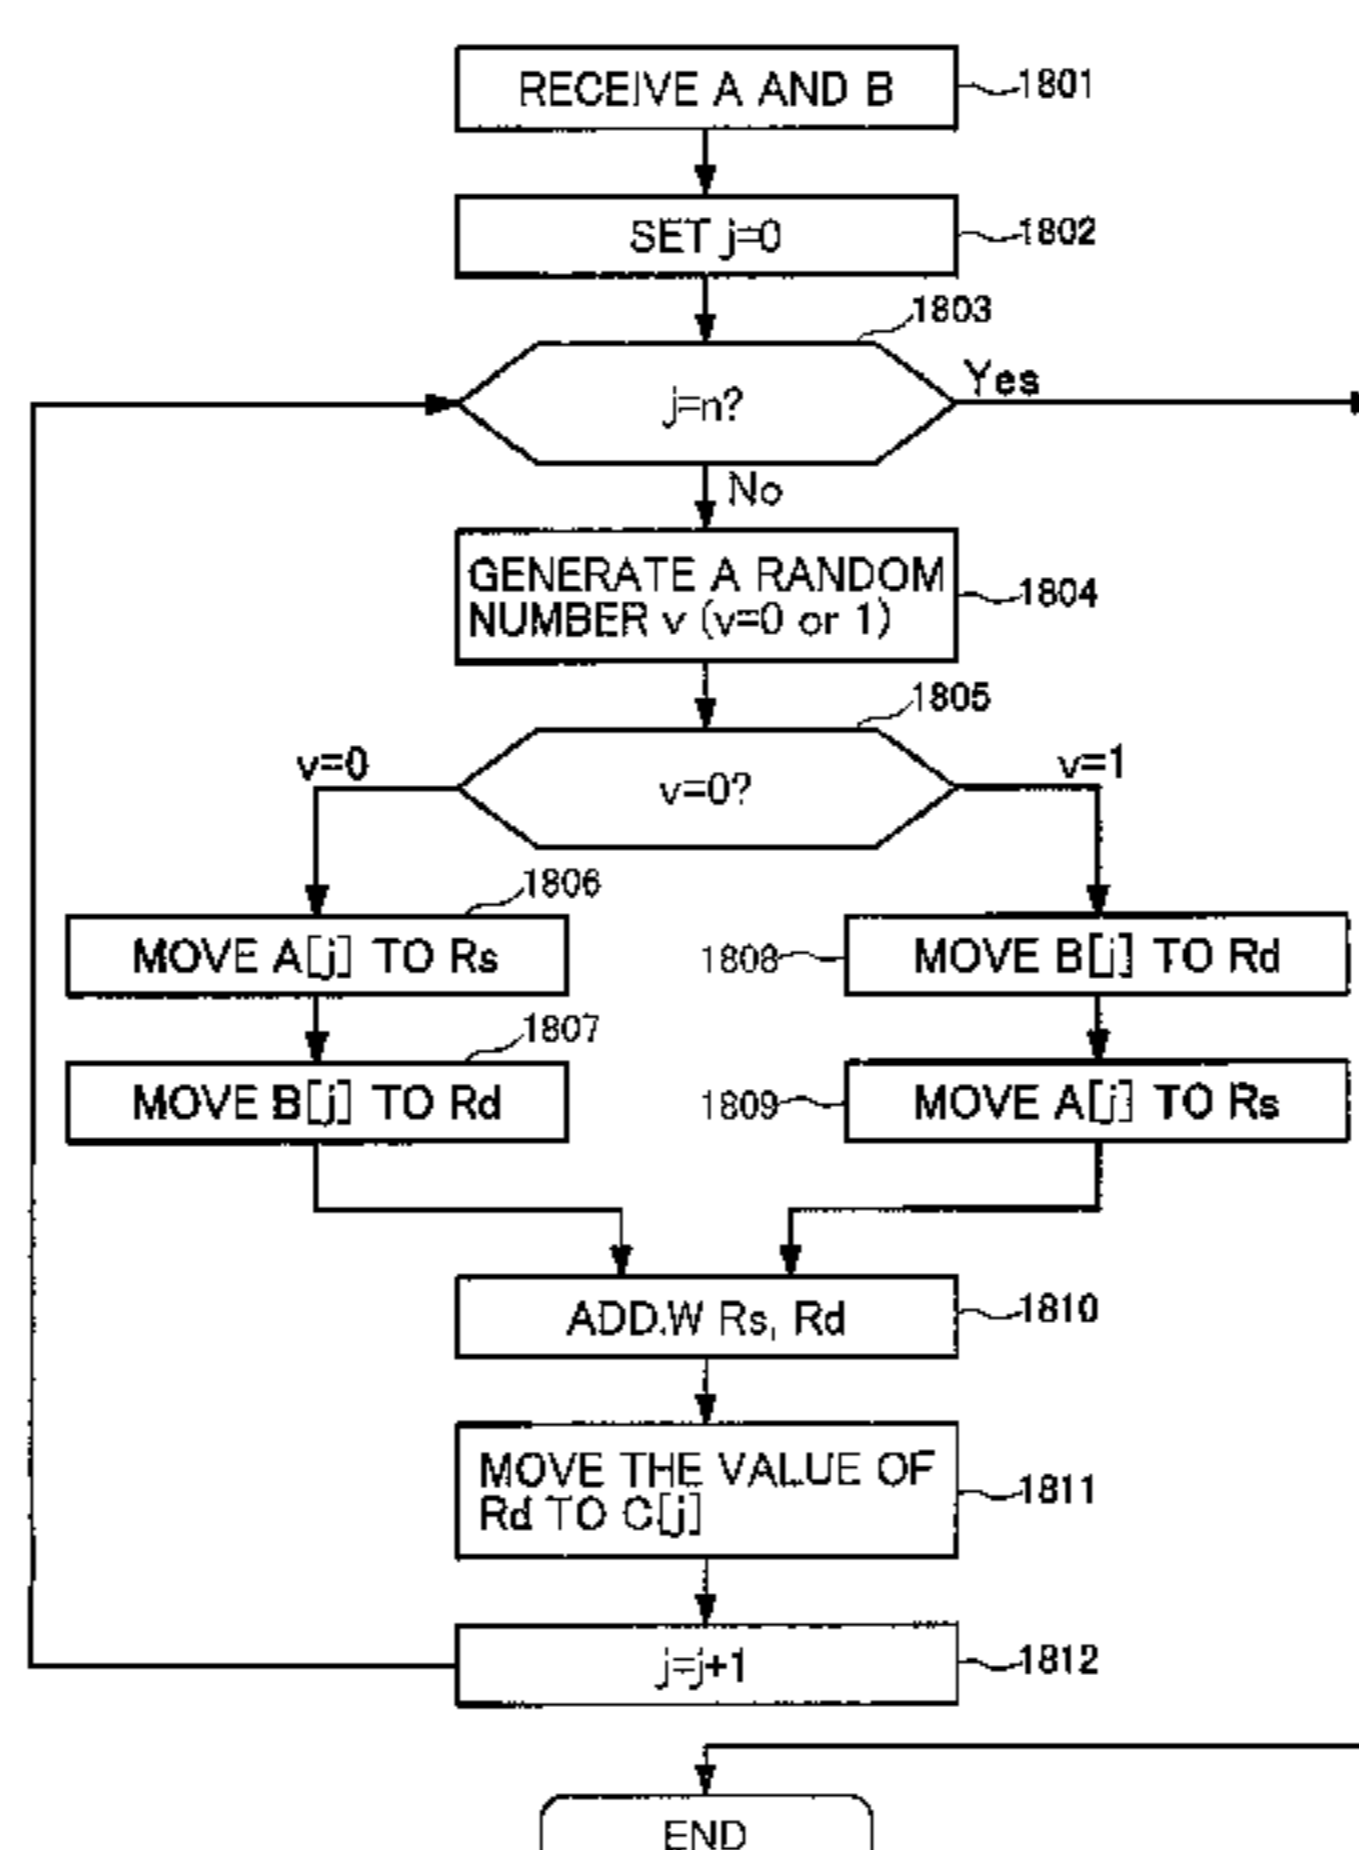 RECEIVE A AND B
1801
SET j=0
1802
1803
j=n?
Yes
No
GENERATE A RANDOM
NUMBER v (v=0 or 1)
1804
1805
v=0
v=0?
v=1
1806
MOVE A[j] TO Rs
1808
MOVE B[j] TO Rd
1807
MOVE B[j] TO Rd
1809
MOVE A[j] TO Rs
ADD.W Rs, Rd
1810
MOVE THE VALUE OF
Rd TO C[j]
1811
j=j+1
1812
END